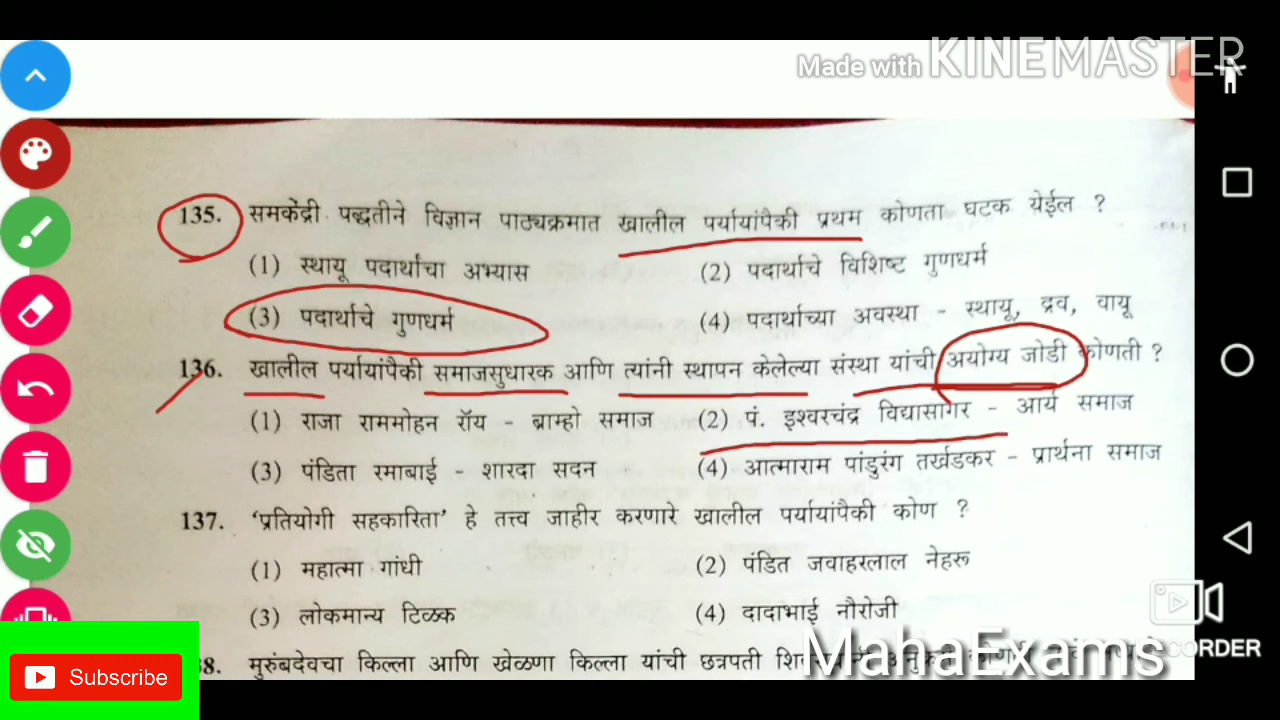 Made with KINEMASTER
135. समकेंद्री पद्धतीने विज्ञान पाठ्यक्रमात खालील पर्यायांपैकी प्रथम कोणता घटक येईल ?
(1) स्थायू पदार्थांचा अभ्यास (2) पदार्थाचे विशिष्ट गुणधर्म
(3) पदार्थाचे गुणधर्म (4) पदार्थाच्या अवस्था - स्थायू, द्रव, वायू
136. खालील पर्यायांपैकी समाजसुधारक आणि त्यांनी स्थापन केलेल्या संस्था यांची अयोग्य जोडी कोणती ?
(1) राजा राममोहन रॉय - ब्राम्हो समाज (2) पं. इश्वरचंद्र विद्यासागर - आर्य समाज
(3) पंडिता रमाबाई - शारदा सदन (4) आत्माराम पांडुरंग तर्खडकर - प्रार्थना समाज
137. 'प्रतियोगी सहकारिता' हे तत्त्व जाहीर करणारे खालील पर्यायांपैकी कोण ?
(1) महात्मा गांधी (2) पंडित जवाहरलाल नेहरू
(3) लोकमान्य टिळक (4) दादाभाई नौरोजी
38. मुरुंबदेवचा किल्ला आणि खेळणा किल्ला यांची छत्रपती
MahaExams
CORDER
Subscribe